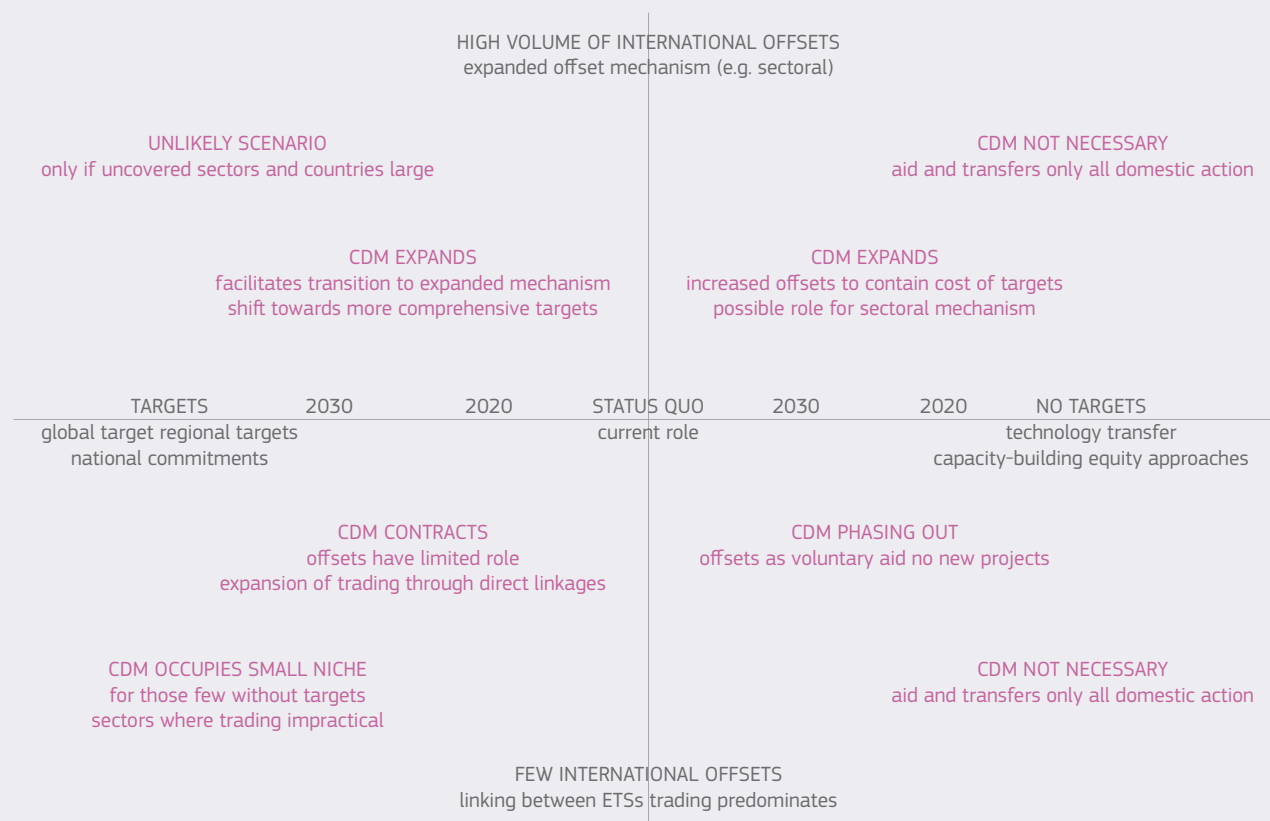 HIGH VOLUME OF INTERNATIONAL OFFSETS
expanded offset mechanism (e.g. sectoral)
UNLIKELY SCENARIO
only if uncovered sectors and countries large
CDM NOT NECESSARY
aid and transfers only all domestic action
CDM EXPANDS
facilitates transition to expanded mechanism
shift towards more comprehensive targets
CDM EXPANDS
increased offsets to contain cost of targets
possible role for sectoral mechanism
TARGETS
global target regional targets
national commitments
2030
2020
STATUS QUO
current role
2030
2020
NO TARGETS
technology transfer
capacity-building equity approaches
CDM CONTRACTS
offsets have limited role
expansion of trading through direct linkages
CDM PHASING OUT
offsets as voluntary aid no new projects
CDM OCCUPIES SMALL NICHE
for those few without targets
sectors where trading impractical
CDM NOT NECESSARY
aid and transfers only all domestic action
FEW INTERNATIONAL OFFSETS
linking between ETSs trading predominates